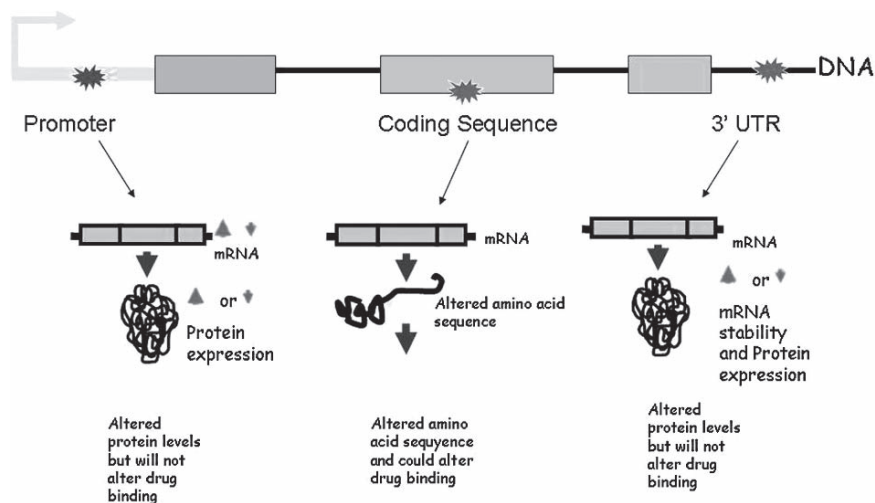 DNA
Promoter
Coding Sequence
3' UTR
mRNA
or
Protein
expression
Altered
protein levels
but will not
alter drug
binding
mRNA
Altered amino acid
sequence
Altered amino
acid sequyence
and could alter
drug binding
mRNA
or
mRNA
stability
and Protein
expression
Altered
protein levels
but will not
alter drug
binding